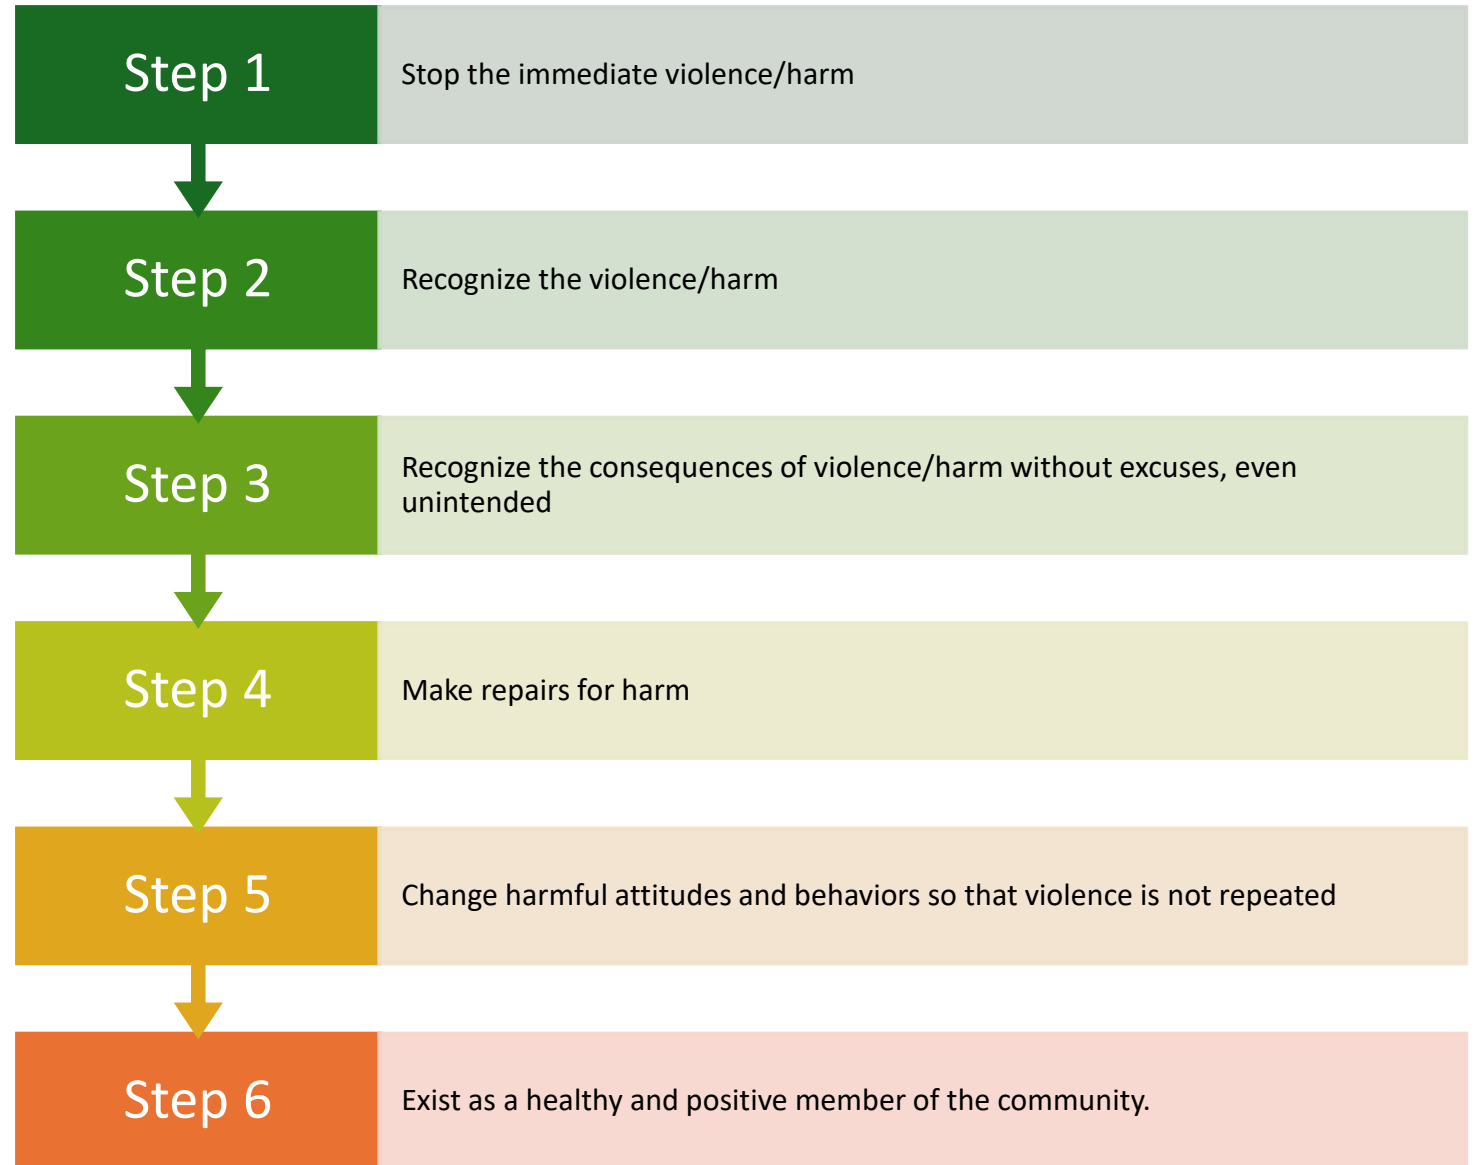 Step 1
Stop the immediate violence/harm
Step 2
Recognize the violence/harm
Step 3
Recognize the consequences of violence/harm without excuses, even
unintended
Step 4
Make repairs for harm
Step 5
Change harmful attitudes and behaviors so that violence is not repeated
Step 6
Exist as a healthy and positive member of the community.